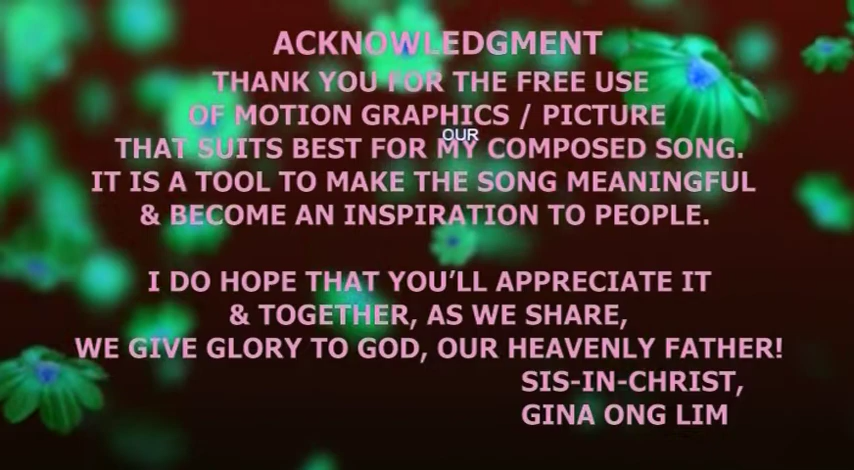 ACKNOWLEDGMENT
THANK YOU FOR THE FREE USE
OF MOTION GRAPHICS / PICTURE
OUR
THAT SUITS BEST FOR MY COMPOSED SONG.
IT IS A TOOL TO MAKE THE SONG MEANINGFUL
& BECOME AN INSPIRATION TO PEOPLE.
I DO HOPE THAT YOU’LL APPRECIATE IT
& TOGETHER, AS WE SHARE,
WE GIVE GLORY TO GOD, OUR HEAVENLY FATHER!
SIS-IN-CHRIST,
GINA ONG LIM